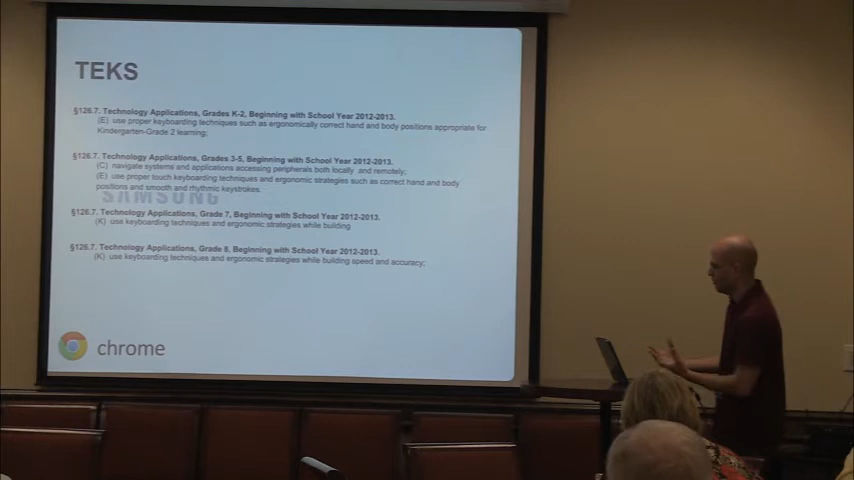 TEKS
§126.7. Technology Applications, Grades K-2, Beginning with School Year 2012-2013.
(E) use proper keyboarding techniques such as ergonomically correct hand and body positions appropriate for
Kindergarten-Grade 2 learning;
§126.7. Technology Applications, Grades 3-5, Beginning with School Year 2012-2013.
(C) navigate systems and applications accessing peripherals both locally and remotely;
(E) use proper touch keyboarding techniques and ergonomic strategies such as correct hand and body
positions and smooth and rhythmic keystrokes.
SAMSUNG
§126.7. Technology Applications, Grade 7, Beginning with School Year 2012-2013.
(K) use keyboarding techniques and ergonomic strategies while building
§126.7. Technology Applications, Grade 8, Beginning with School Year 2012-2013.
(K) use keyboarding techniques and ergonomic strategies while building speed and accuracy;
chrome